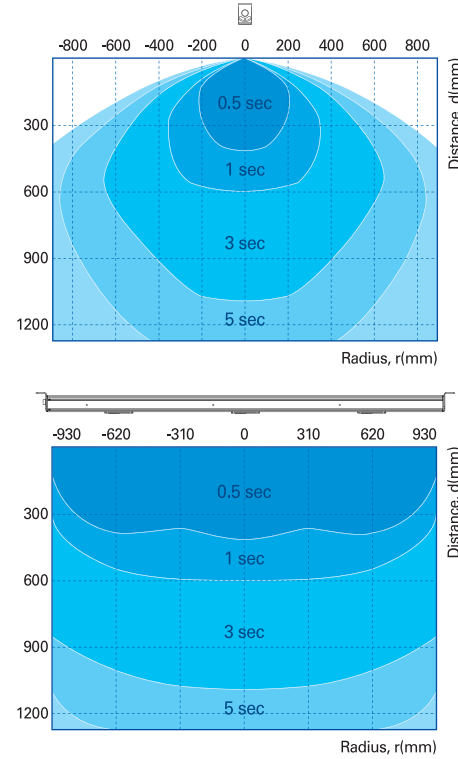 -800 -600 -400 -200 0 200 400 600 800
Distance, d(mm)
0.5 sec
300
1 sec
600
3 sec
900
5 sec
1200
Radius, r(mm)
-930 -620 -310 0 310 620 930
Distance, d(mm)
0.5 sec
300
1 sec
600
3 sec
900
5 sec
1200
Radius, r(mm)